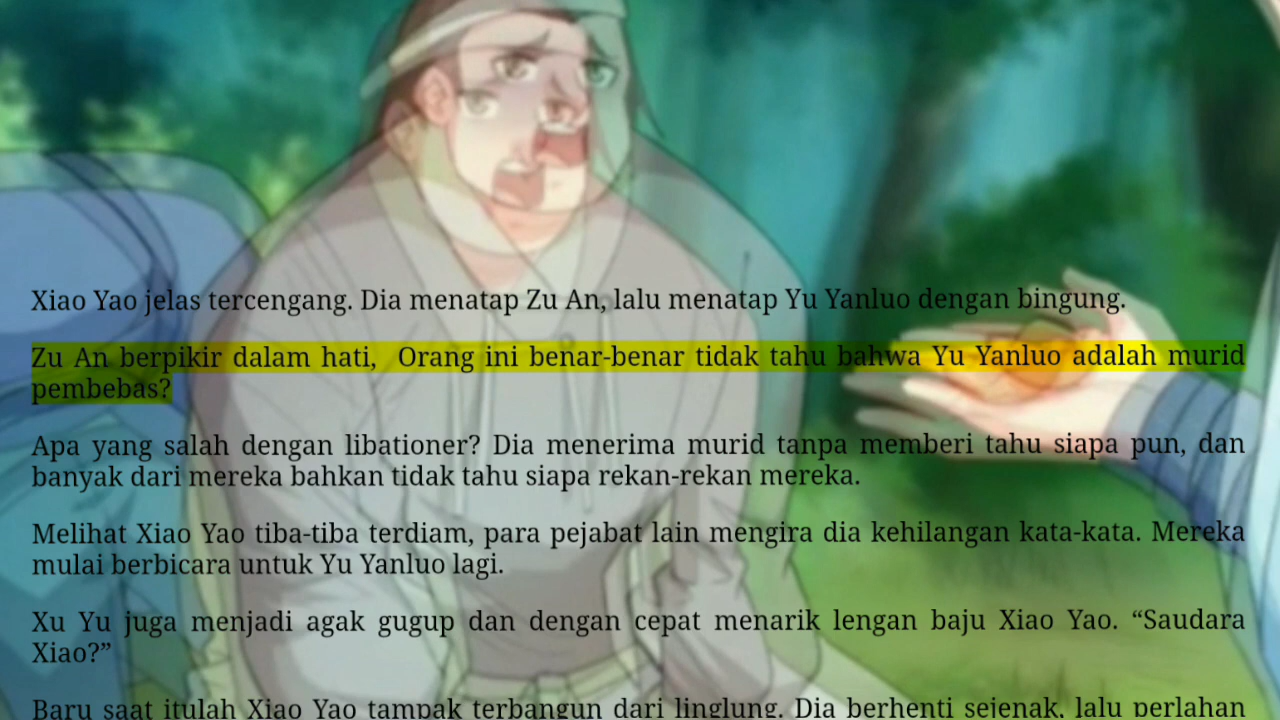 Xiao Yao jelas tercengang. Dia menatap Zu An, lalu menatap Yu Yanluo dengan bingung.
Zu An berpikir dalam hati, Orang ini benar-benar tidak tahu bahwa Yu Yanluo adalah murid
pembebas?
Apa yang salah dengan libationer? Dia menerima murid tanpa memberi tahu siapa pun, dan
banyak dari mereka bahkan tidak tahu siapa rekan-rekan mereka.
Melihat Xiao Yao tiba-tiba terdiam, para pejabat lain mengira dia kehilangan kata-kata. Mereka
mulai berbicara untuk Yu Yanluo lagi.
Xu Yu juga menjadi agak gugup dan dengan cepat menarik lengan baju Xiao Yao. “Saudara
Xiao?”
Baru saat itulah Xiao Yao tampak terbangun dari linglung. Dia berhenti sejenak, lalu perlahan